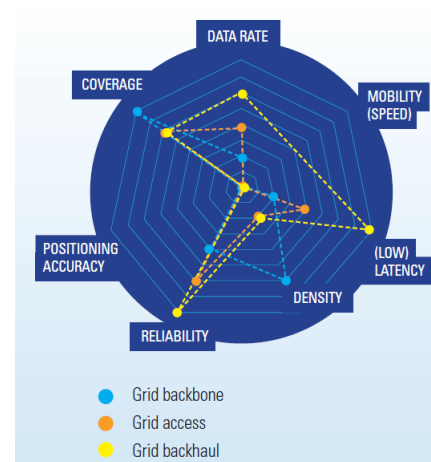 DATA RATE
COVERAGE
MOBILITY
(SPEED)
POSITIONING
ACCURACY
(LOW)
LATENCY
DENSITY
RELIABILITY
Grid backbone
Grid access
Grid backhaul